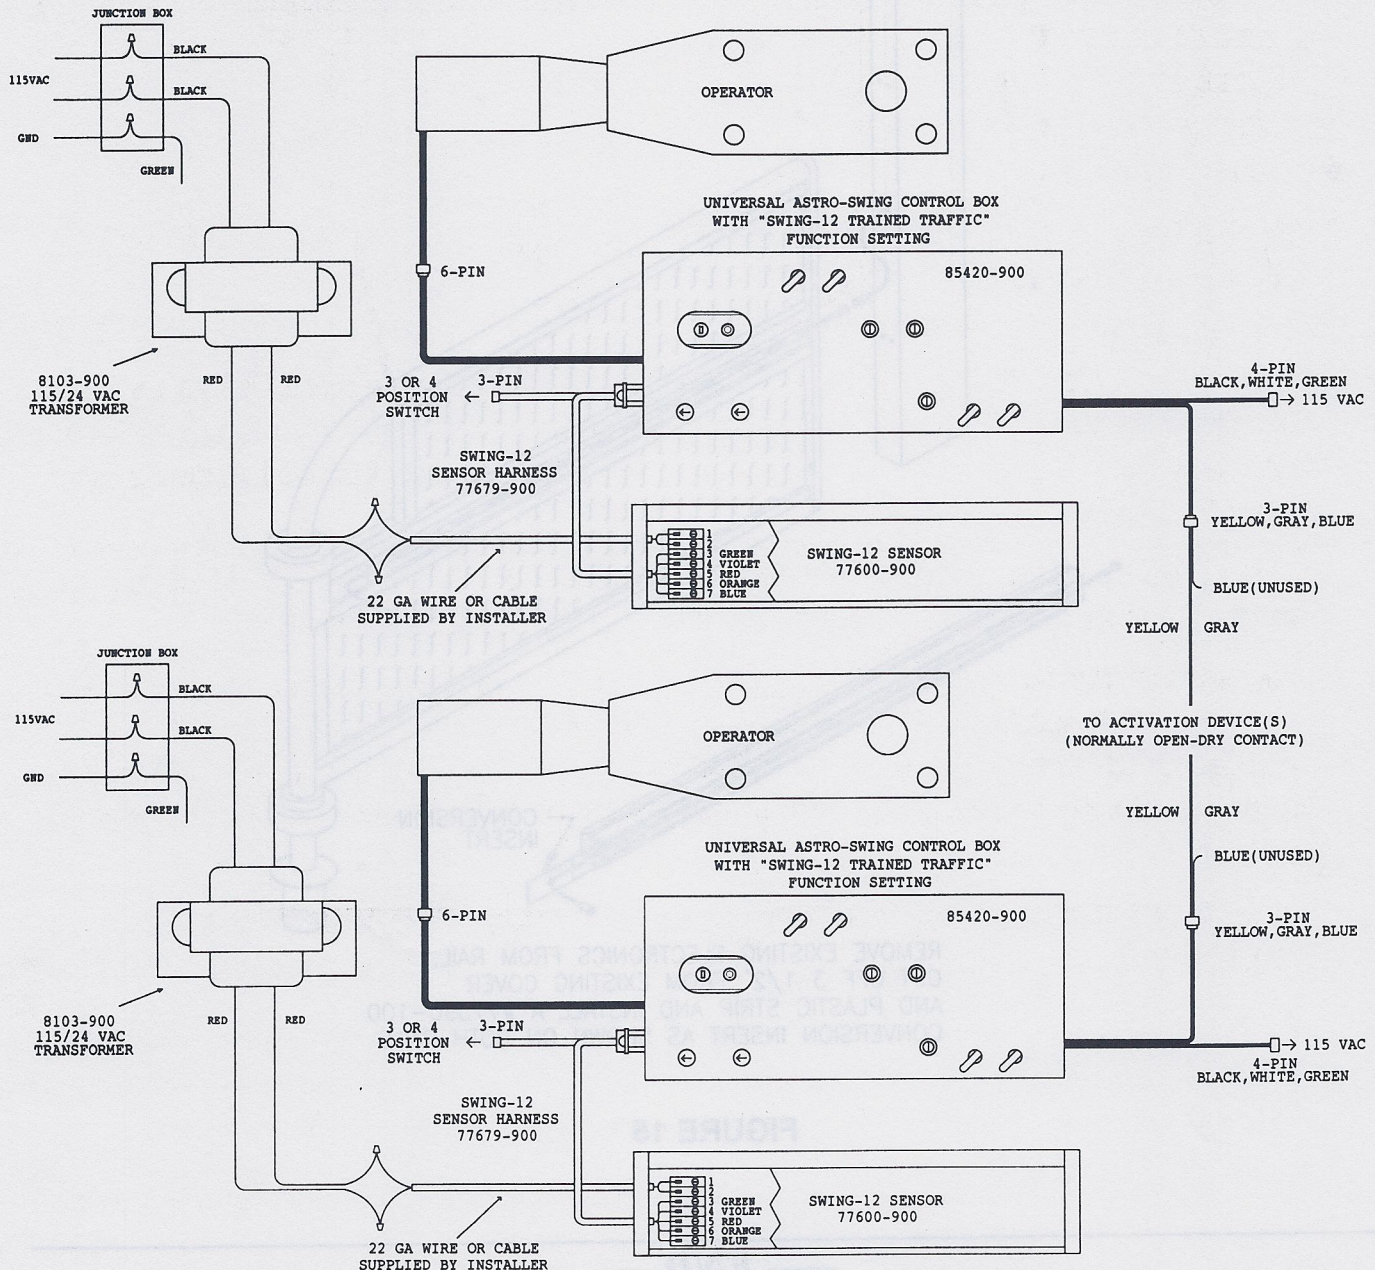 JUNCTION BOX
BLACK
115VAC
BLACK
GND
GREEN
OPERATOR
UNIVERSAL ASTRO-SWING CONTROL BOX
WITH "SWING-12 TRAINED TRAFFIC"
FUNCTION SETTING
6-PIN
85420-900
8103-900
115/24 VAC
TRANSFORMER
RED
RED
3 OR 4
POSITION
SWITCH
3-PIN
4-PIN
BLACK,WHITE,GREEN
115 VAC
SWING-12
SENSOR HARNESS
77679-900
3-PIN
YELLOW,GRAY,BLUE
1
2
3 GREEN
4 VIOLET
5 RED
6 ORANGE
7 BLUE
SWING-12 SENSOR
77600-900
22 GA WIRE OR CABLE
SUPPLIED BY INSTALLER
BLUE(UNUSED)
YELLOW GRAY
TO ACTIVATION DEVICE(S)
(NORMALLY OPEN-DRY CONTACT)
JUNCTION BOX
BLACK
115VAC
BLACK
GND
GREEN
OPERATOR
YELLOW GRAY
BLUE(UNUSED)
UNIVERSAL ASTRO-SWING CONTROL BOX
WITH "SWING-12 TRAINED TRAFFIC"
FUNCTION SETTING
6-PIN
85420-900
3-PIN
YELLOW,GRAY,BLUE
8103-900
115/24 VAC
TRANSFORMER
RED
RED
3 OR 4
POSITION
SWITCH
3-PIN
115 VAC
4-PIN
BLACK,WHITE,GREEN
SWING-12
SENSOR HARNESS
77679-900
1
2
3 GREEN
4 VIOLET
5 RED
6 ORANGE
7 BLUE
SWING-12 SENSOR
77600-900
22 GA WIRE OR CABLE
SUPPLIED BY INSTALLER
CONVERSION
INSERT
FIGURE 15